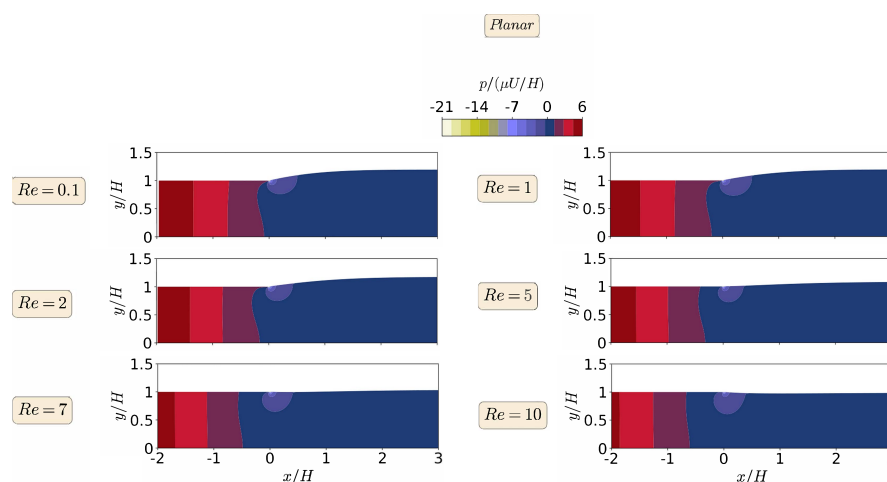 Planar
p/(μU/H)
-21 -14 -7 0 6
Re = 0.1
1.5
1
0.5
0
y/H
Re = 1
1.5
1
0.5
0
y/H
Re = 2
1.5
1
0.5
0
y/H
Re = 5
1.5
1
0.5
0
y/H
Re = 7
1.5
1
0.5
0
y/H
-2 -1 0 1 2 3
x/H
Re = 10
1.5
1
0.5
0
y/H
-2 -1 0 1 2
x/H